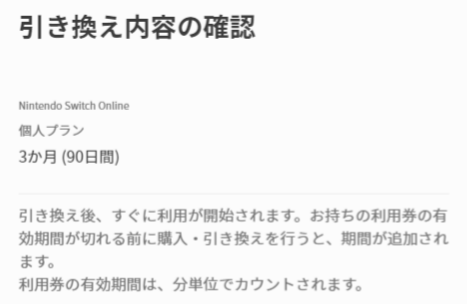 引き換え内容の確認
Nintendo Switch Online
個人プラン
3か月 (90日間)
引き換え後、すぐに利用が開始されます。お持ちの利用券の有
効期間が切れる前に購入・引き換えを行うと、期間が追加され
ます。
利用券の有効期間は、分単位でカウントされます。